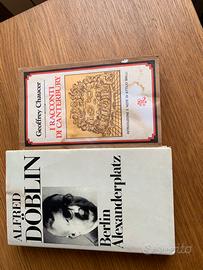 Geoffrey Chaucer
I RACCONTI
DI CANTERBURY
ALFRED
DÖBLIN
Berlin
Alexanderplatz